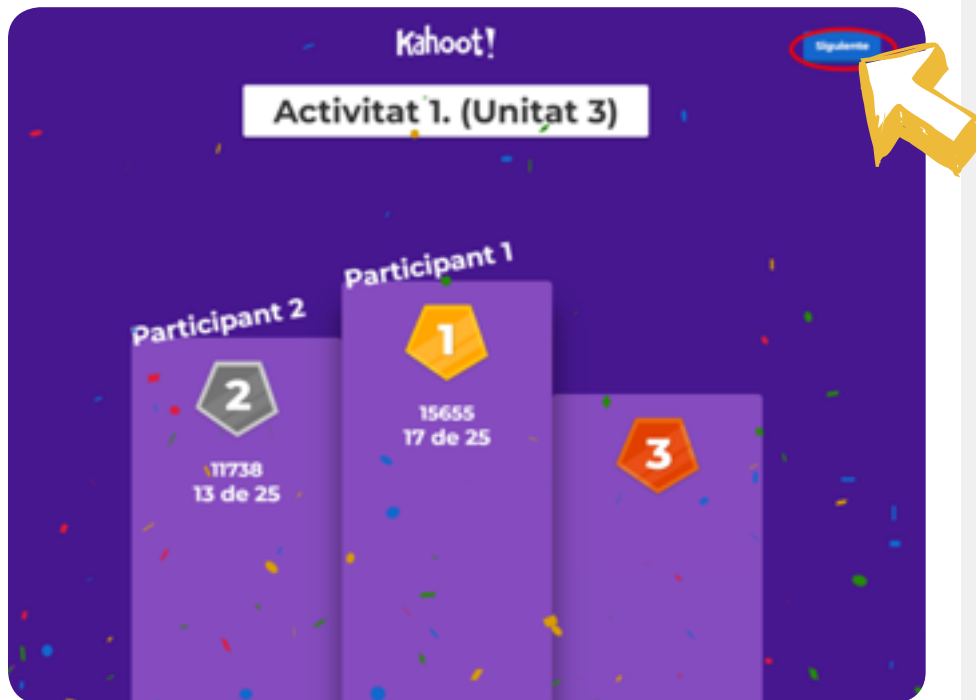 Kahoot!
Siguiente
Activitat 1. (Unitat 3)
Participant 1
Participant 2
1
2
15655
17 de 25
3
11738
13 de 25